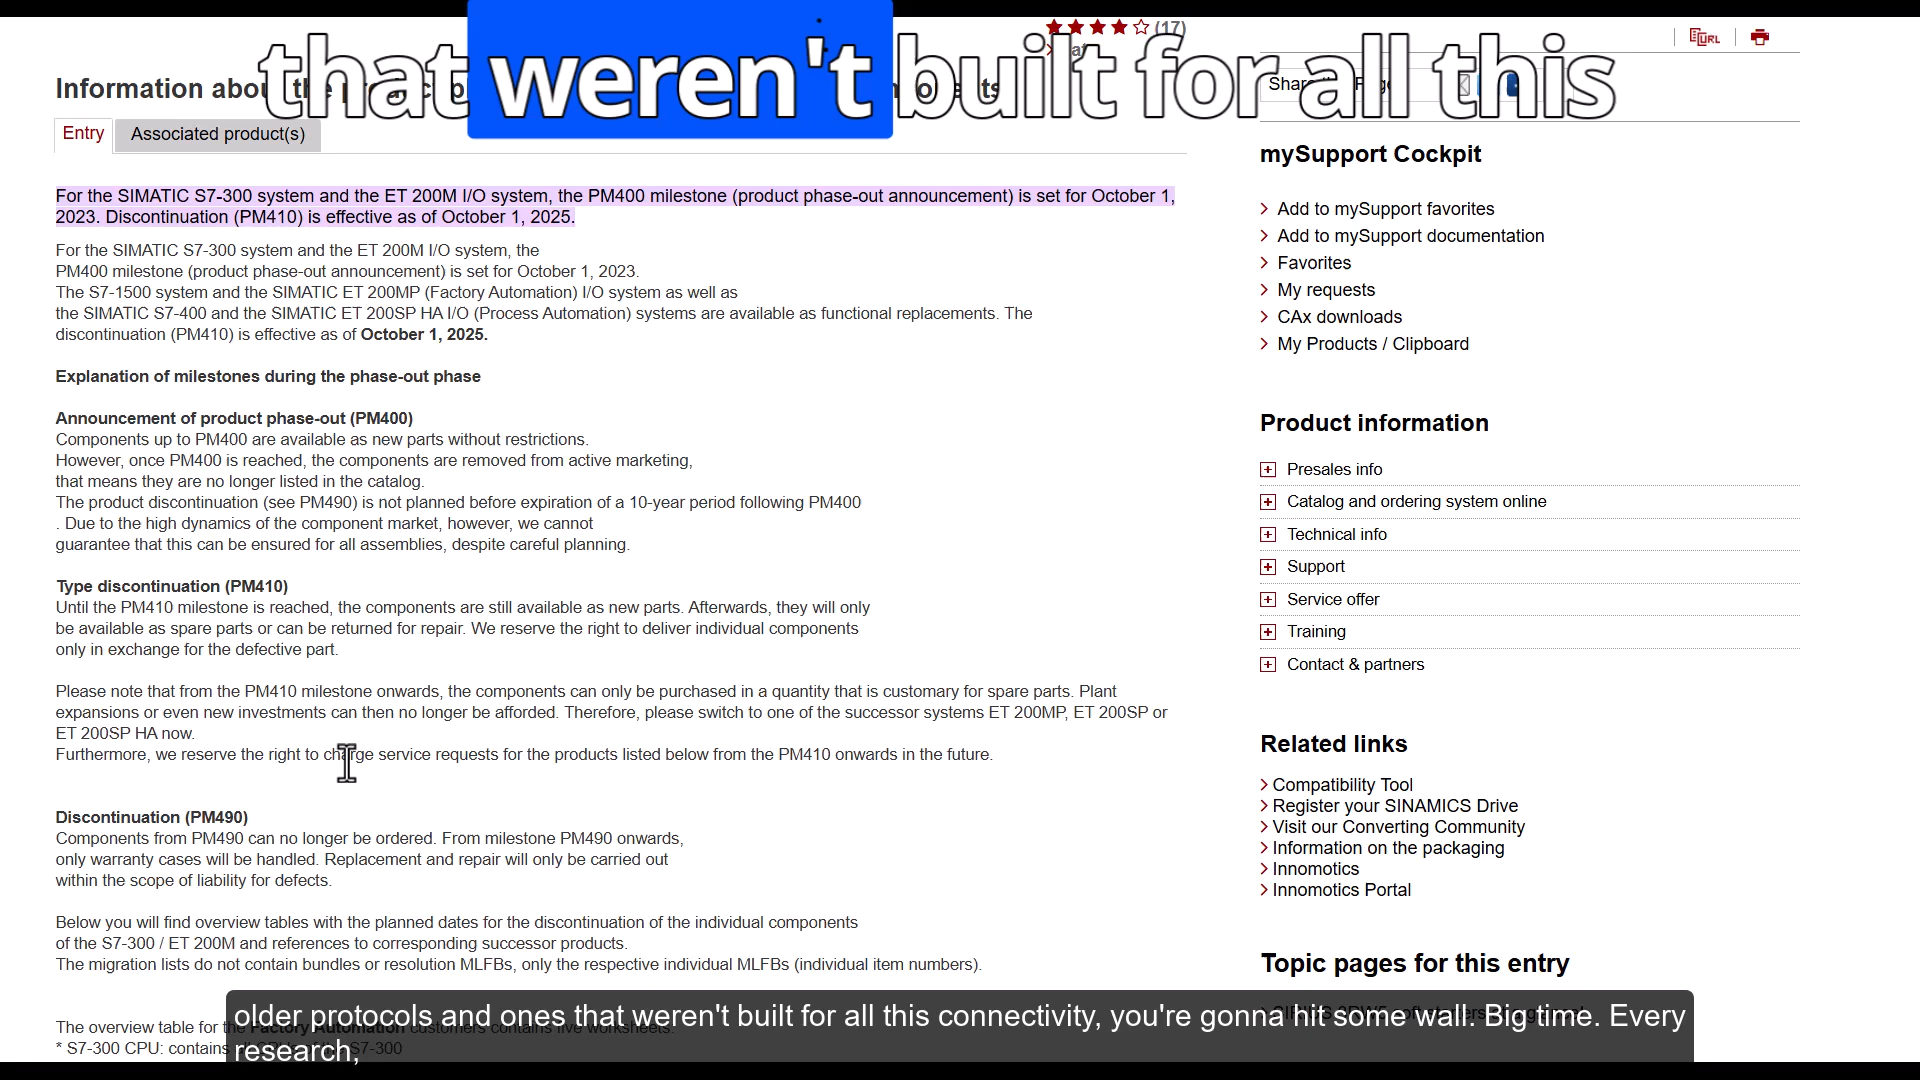 that weren't built for all this
(17)
URL
Information
Entry
Associated product(s)
For the SIMATIC S7-300 system and the ET 200M I/O system, the PM400 milestone (product phase-out announcement) is set for October 1,
2023. Discontinuation (PM410) is effective as of October 1, 2025.
For the SIMATIC S7-300 system and the ET 200M I/O system, the
PM400 milestone (product phase-out announcement) is set for October 1, 2023.
The S7-1500 system and the SIMATIC ET 200MP (Factory Automation) I/O system as well as
the SIMATIC S7-400 and the SIMATIC ET 200SP HA I/O (Process Automation) systems are available as functional replacements. The
discontinuation (PM410) is effective as of October 1, 2025.
Explanation of milestones during the phase-out phase
Announcement of product phase-out (PM400)
Components up to PM400 are available as new parts without restrictions.
However, once PM400 is reached, the components are removed from active marketing,
that means they are no longer listed in the catalog.
The product discontinuation (see PM490) is not planned before expiration of a 10-year period following PM400
. Due to the high dynamics of the component market, however, we cannot
guarantee that this can be ensured for all assemblies, despite careful planning.
Type discontinuation (PM410)
Until the PM410 milestone is reached, the components are still available as new parts. Afterwards, they will only
be available as spare parts or can be returned for repair. We reserve the right to deliver individual components
only in exchange for the defective part.
Please note that from the PM410 milestone onwards, the components can only be purchased in a quantity that is customary for spare parts. Plant
expansions or even new investments can then no longer be afforded. Therefore, please switch to one of the successor systems ET 200MP, ET 200SP or
ET 200SP HA now.
Furthermore, we reserve the right to charge service requests for the products listed below from the PM410 onwards in the future.
Discontinuation (PM490)
Components from PM490 can no longer be ordered. From milestone PM490 onwards,
only warranty cases will be handled. Replacement and repair will only be carried out
within the scope of liability for defects.
Below you will find overview tables with the planned dates for the discontinuation of the individual components
of the S7-300 / ET 200M and references to corresponding successor products.
The migration lists do not contain bundles or resolution MLFBs, only the respective individual MLFBs (individual item numbers).
The overview table for the Factory Automation customers contains five worksheets:
* S7-300 CPU: contains all CPUs of the S7-300
mySupport Cockpit
Add to mySupport favorites
Add to mySupport documentation
Favorites
My requests
CAx downloads
My Products / Clipboard
Product information
Presales info
Catalog and ordering system online
Technical info
Support
Service offer
Training
Contact & partners
Related links
Compatibility Tool
Register your SINAMICS Drive
Visit our Converting Community
Information on the packaging
Innomotics
Innomotics Portal
Topic pages for this entry
older protocols and ones that weren't built for all this connectivity, you're gonna hit some wall. Big time. Every
research,